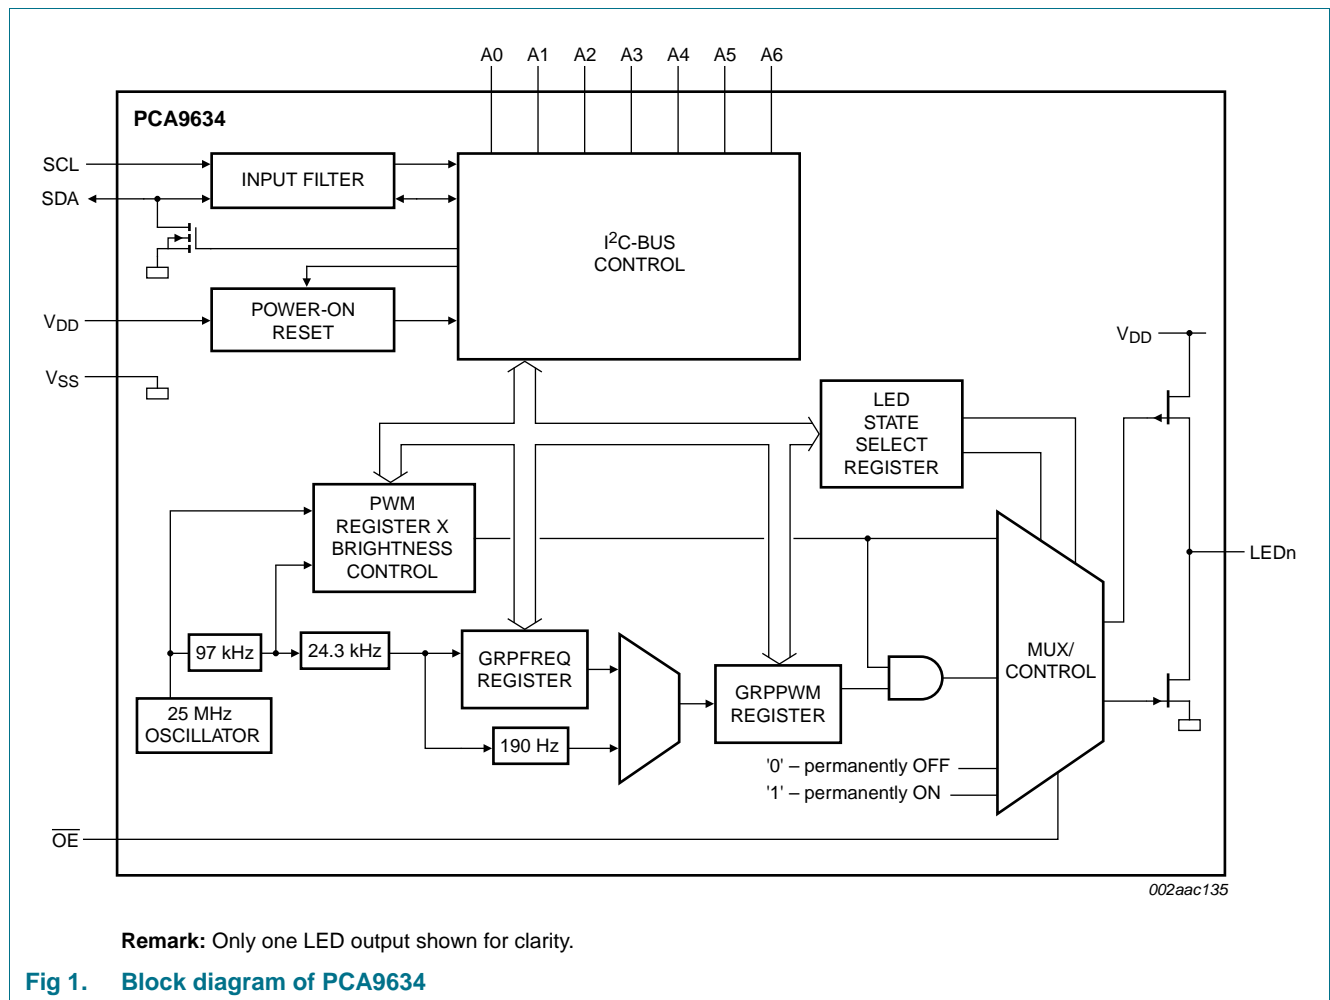 A0 A1 A2 A3 A4 A5 A6
PCA9634
SCL
SDA
INPUT FILTER
I²C-BUS
CONTROL
POWER-ON
RESET
VDD
VSS
VDD
LED
STATE
SELECT
REGISTER
PWM
REGISTER X
BRIGHTNESS
CONTROL
LEDn
97 kHz
24.3 kHz
GRPFREQ
REGISTER
MUX/
CONTROL
GRPPWM
REGISTER
25 MHz
OSCILLATOR
190 Hz
'0' – permanently OFF
'1' – permanently ON
O̅E̅
002aac135
Remark: Only one LED output shown for clarity.
Fig 1. Block diagram of PCA9634